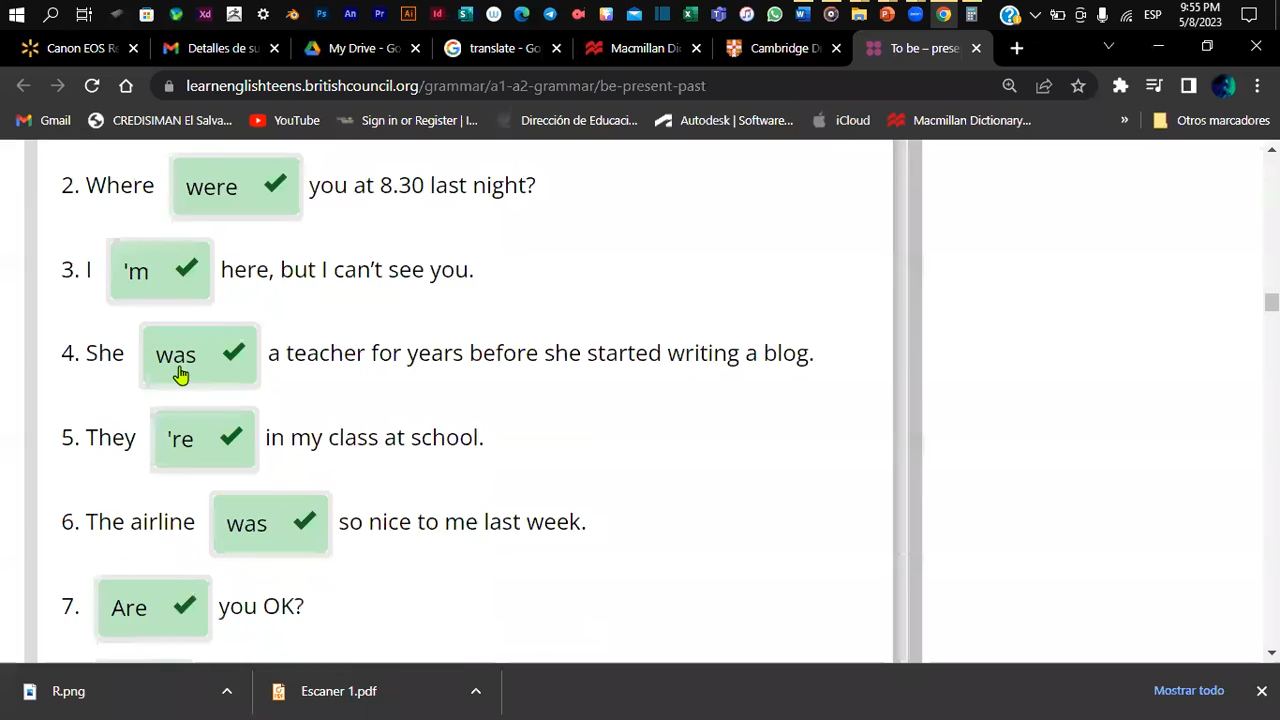 ESP
9:55 PM
5/8/2023
Canon EOS R
Detalles de su
My Drive - Go
translate - Go
Macmillan Dic
Cambridge D
To be – prese
learnenglishteens.britishcouncil.org/grammar/a1-a2-grammar/be-present-past
Gmail
CREDISIMAN El Salva...
YouTube
Sign in or Register | I...
Dirección de Educaci...
Autodesk | Software...
iCloud
Macmillan Dictionary...
»
Otros marcadores
2. Where were you at 8.30 last night?
3. I 'm here, but I can’t see you.
4. She was a teacher for years before she started writing a blog.
5. They 're in my class at school.
6. The airline was so nice to me last week.
7. Are you OK?
R.png
Escaner 1.pdf
Mostrar todo